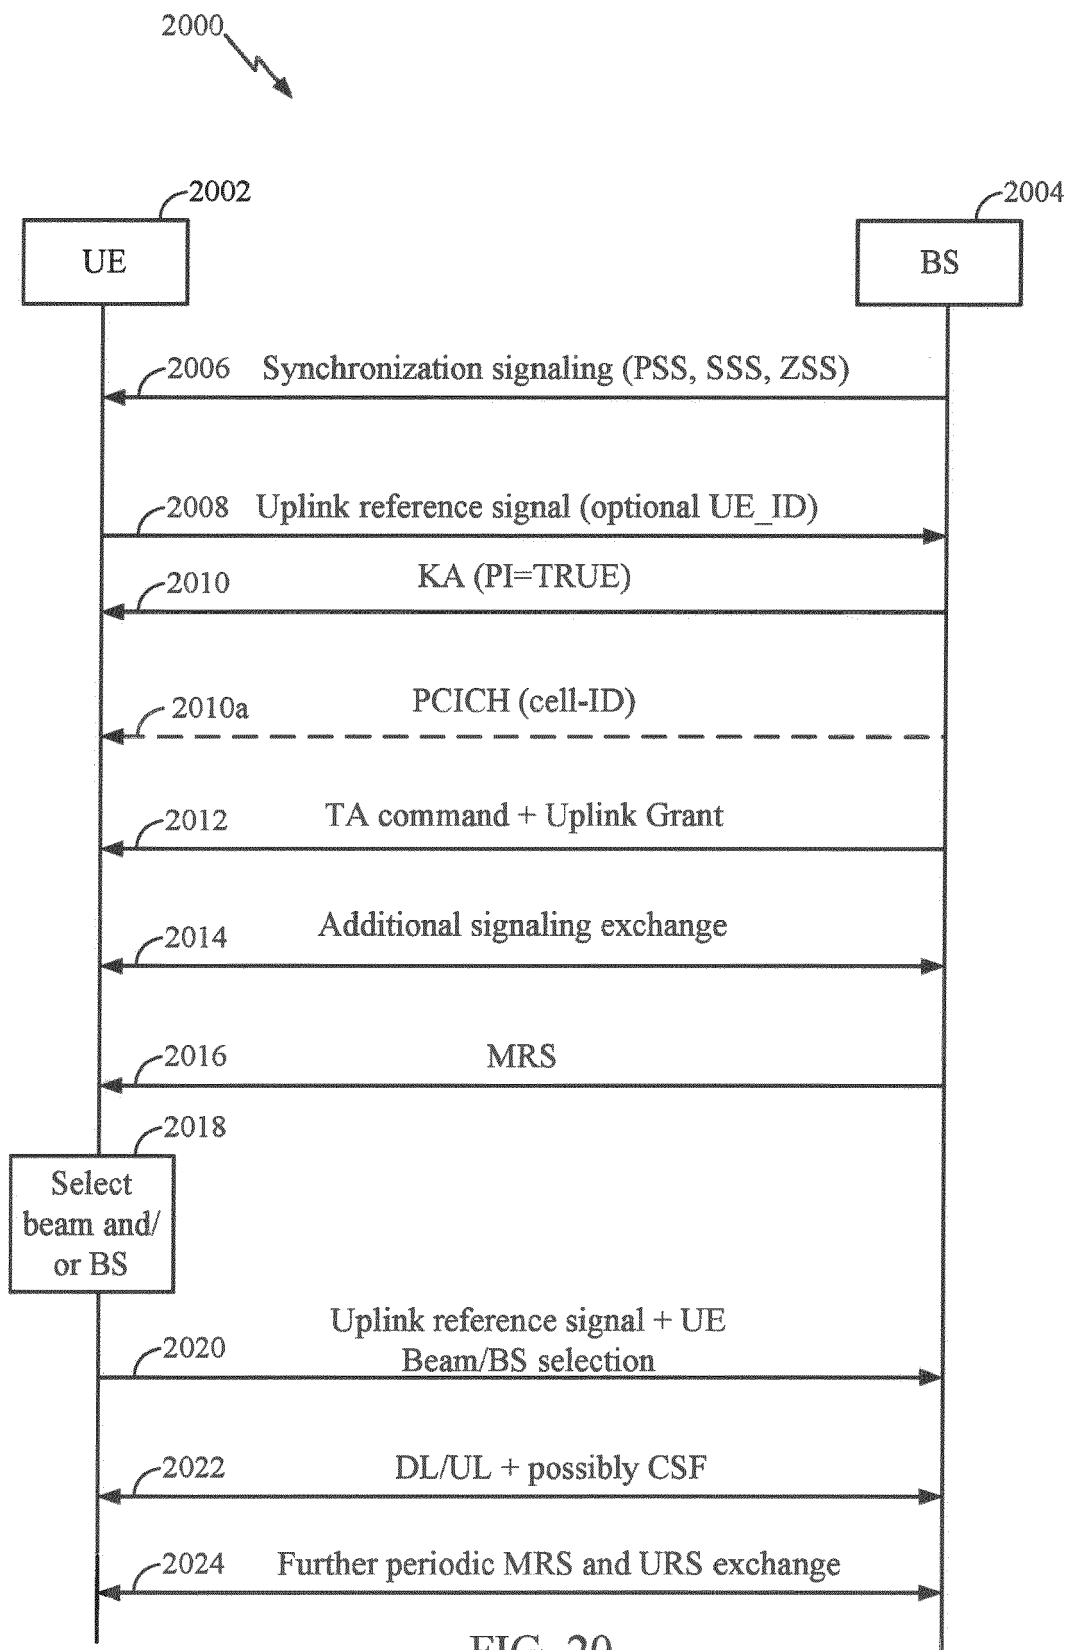 2000
2002
2004
UE
BS
2006 Synchronization signaling (PSS, SSS, ZSS)
2008 Uplink reference signal (optional UE_ID)
2010 KA (PI=TRUE)
2010a PCICH (cell-ID)
2012 TA command + Uplink Grant
2014 Additional signaling exchange
2016 MRS
2018
Select
beam and/
or BS
Uplink reference signal + UE
2020 Beam/BS selection
2022 DL/UL + possibly CSF
2024 Further periodic MRS and URS exchange
FIG. 20